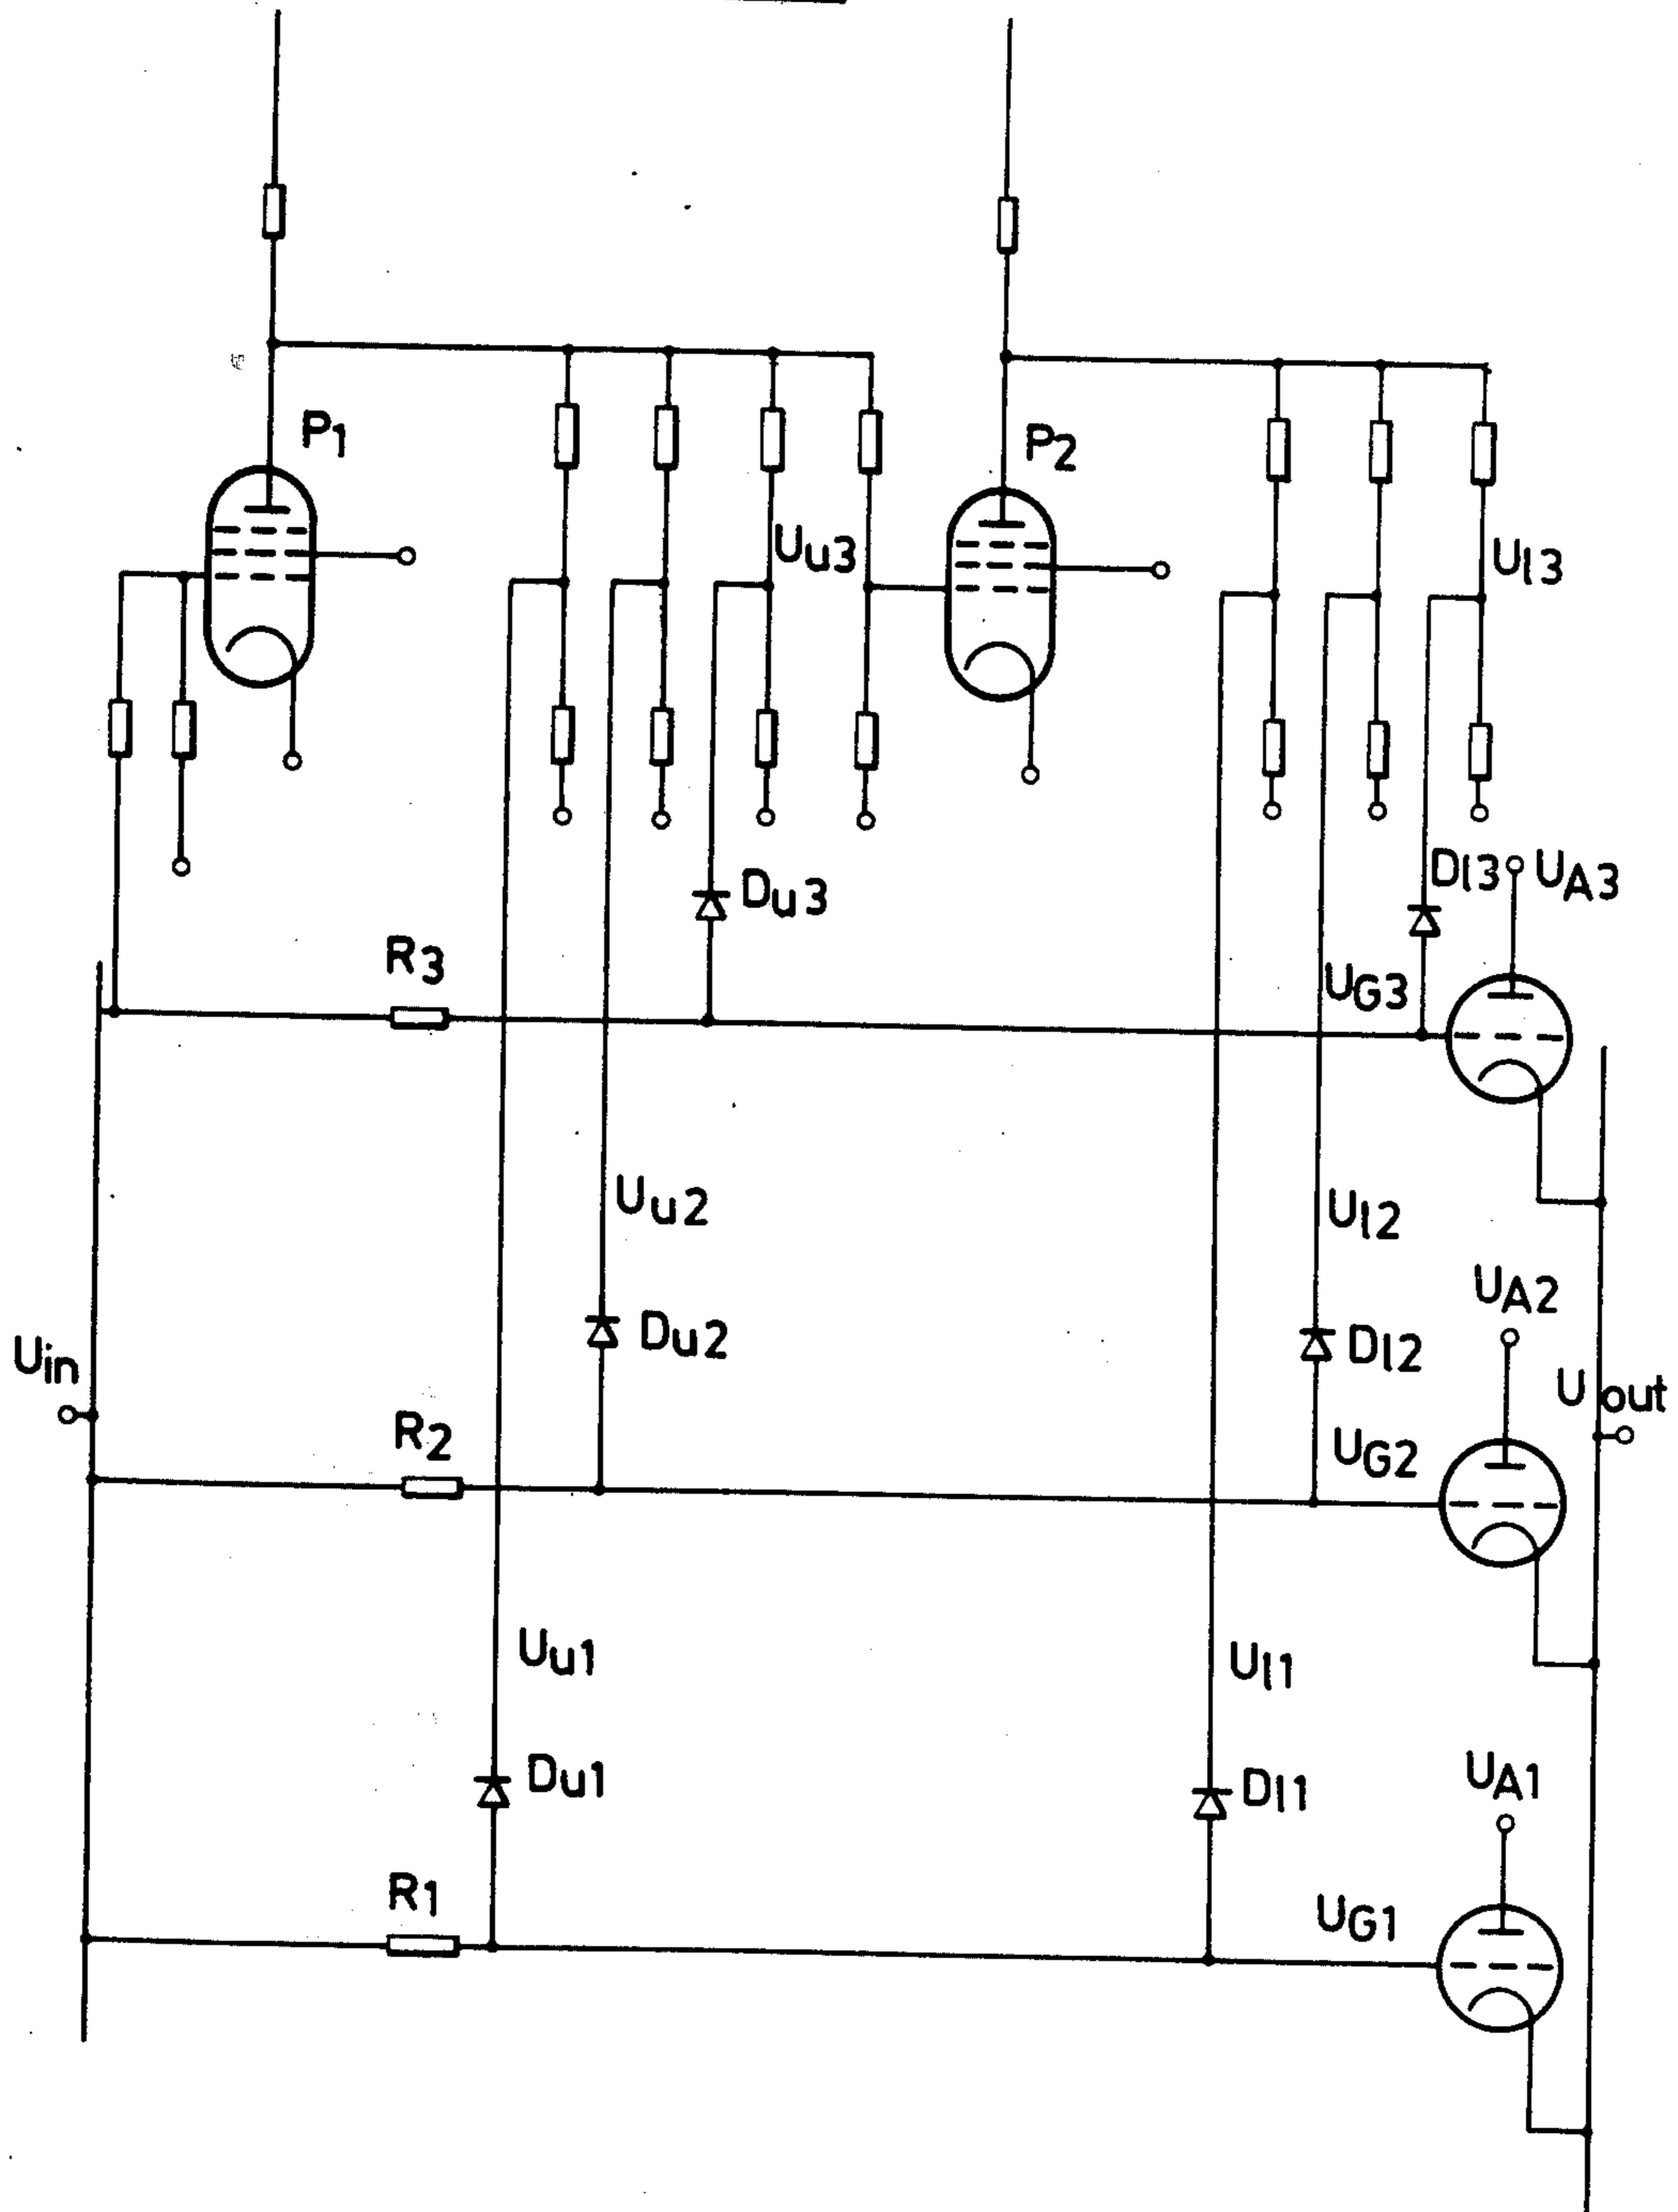 P1
P2
Uu3
Ul3
Du3
Dl3
UA3
R3
UG3
Uu2
Ul2
UA2
Uin
Du2
Dl2
U out
R2
UG2
Uu1
Ul1
UA1
Du1
Dl1
R1
UG1